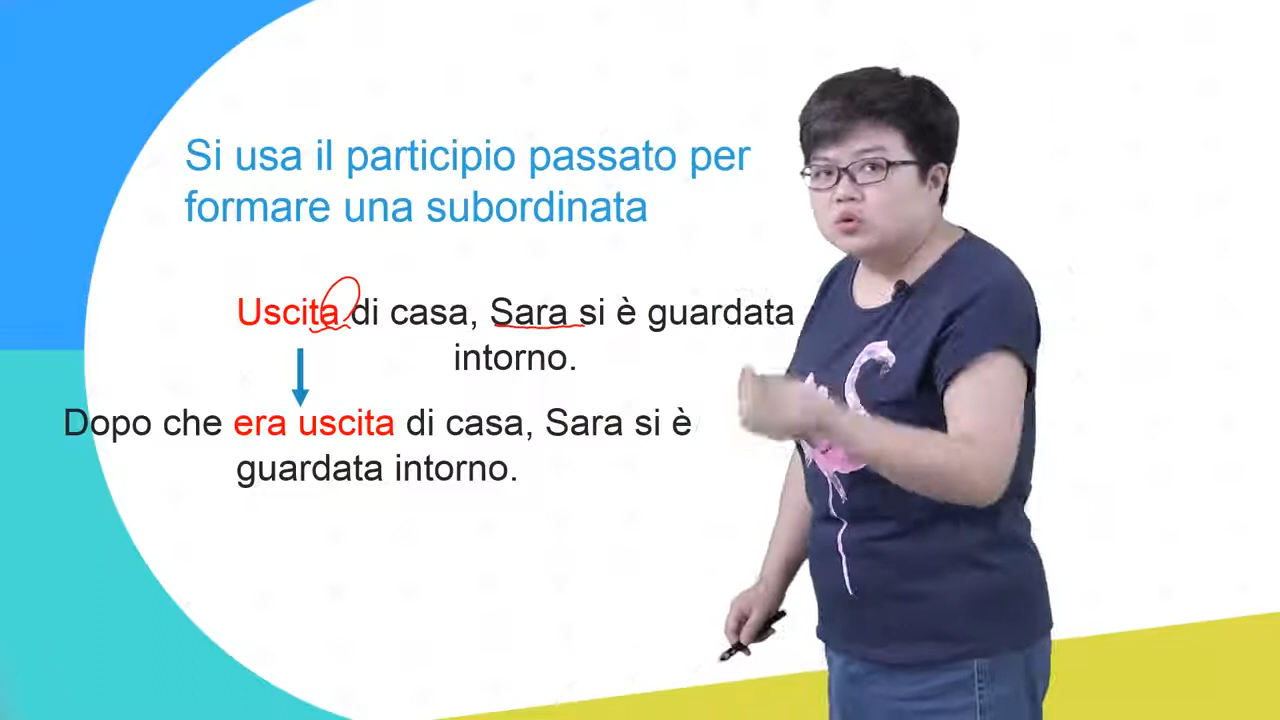 Si usa il participio passato per
formare una subordinata
Uscita di casa, Sara si è guardata
intorno.
Dopo che era uscita di casa, Sara si è
guardata intorno.